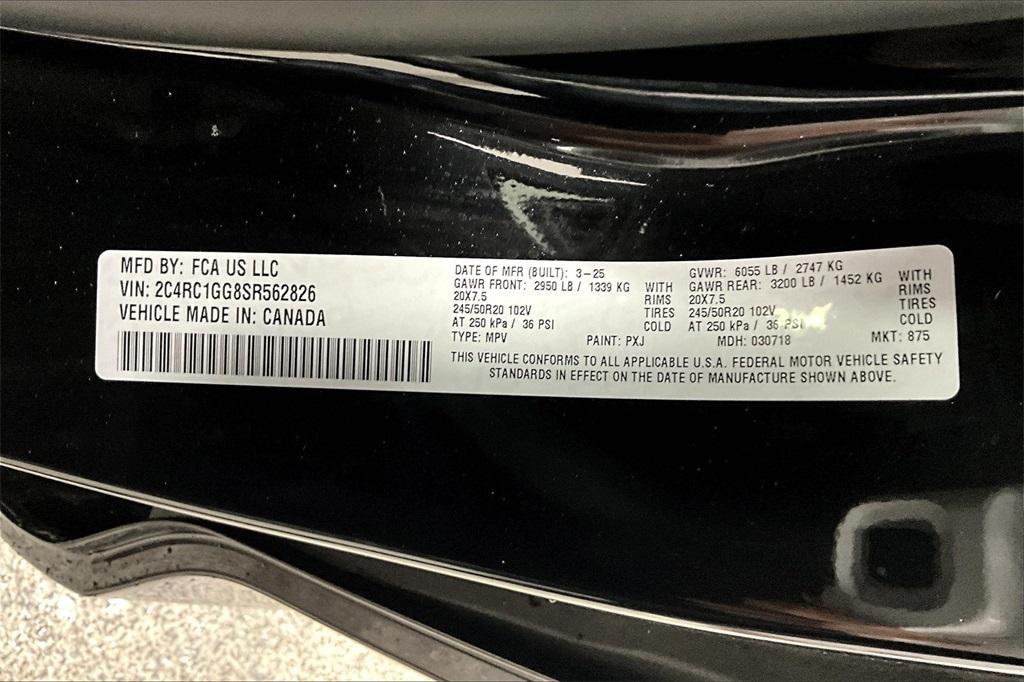 MFD BY: FCA US LLC
VIN: 2C4RC1GG8SR562826
VEHICLE MADE IN: CANADA
DATE OF MFR (BUILT): 3-25
GAWR FRONT: 2950 LB / 1339 KG WITH
20X7.5 RIMS
245/50R20 102V TIRES
AT 250 kPa / 36 PSI COLD
GVWR: 6055 LB / 2747 KG
GAWR REAR: 3200 LB / 1452 KG WITH
20X7.5 RIMS
245/50R20 102V TIRES
AT 250 kPa / 36 PSI COLD
TYPE: MPV PAINT: PXJ MDH: 030718 MKT: 875
THIS VEHICLE CONFORMS TO ALL APPLICABLE U.S.A. FEDERAL MOTOR VEHICLE SAFETY
STANDARDS IN EFFECT ON THE DATE OF MANUFACTURE SHOWN ABOVE.